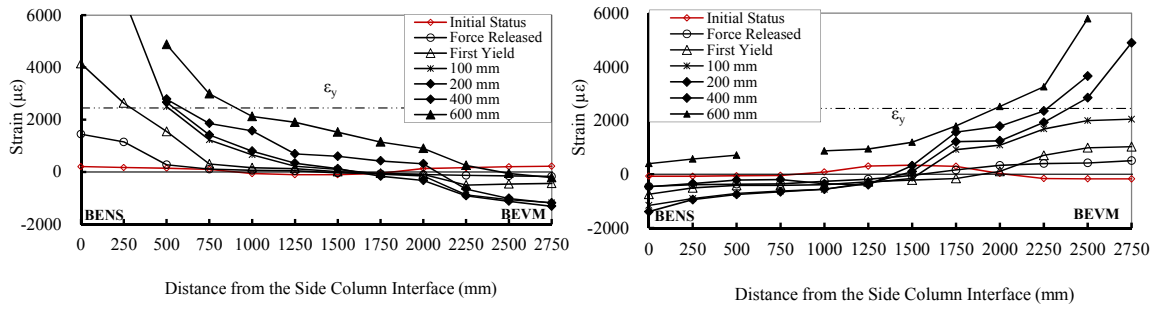 6000
4000
2000
0
-2000
Strain (µε)
Initial Status
Force Released
First Yield
100 mm
200 mm
400 mm
600 mm
εy
BENS
BEVM
0 250 500 750 1000 1250 1500 1750 2000 2250 2500 2750
Distance from the Side Column Interface (mm)
6000
4000
2000
0
-2000
Strain (µε)
Initial Status
Force Released
First Yield
100 mm
200 mm
400 mm
600 mm
εy
BENS
BEVM
0 250 500 750 1000 1250 1500 1750 2000 2250 2500 2750
Distance from the Side Column Interface (mm)